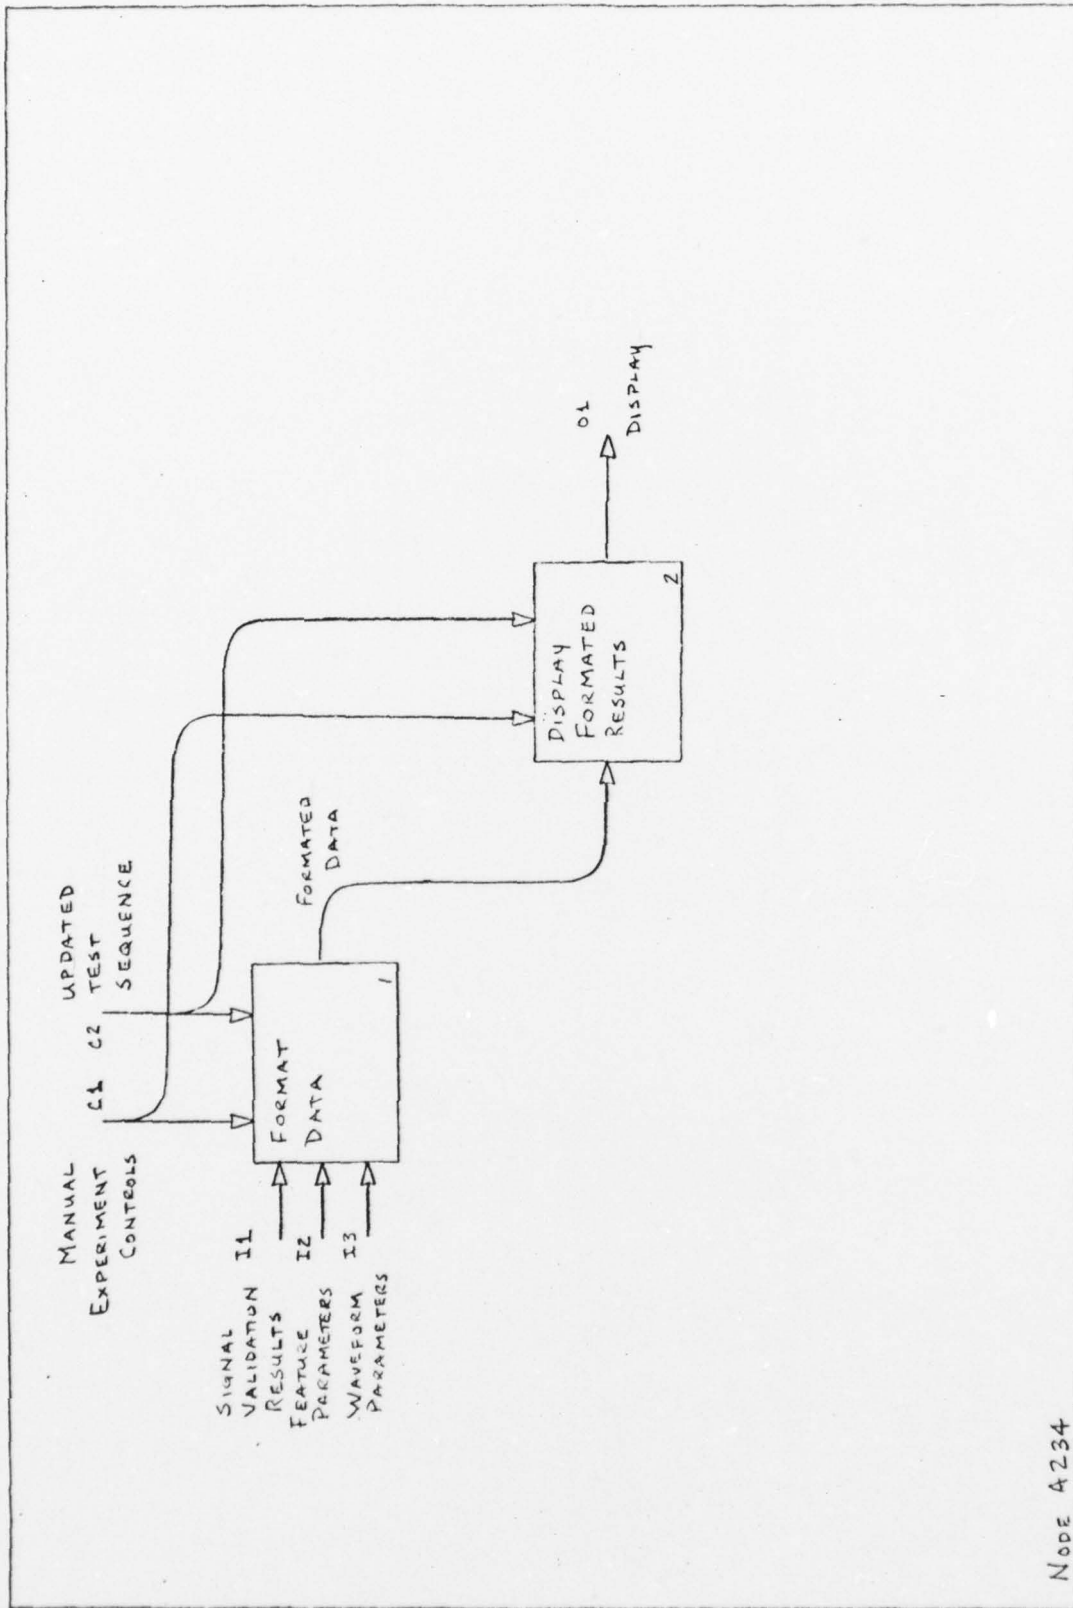 MANUAL
EXPERIMENT
CONTROLS
C1
C2
UPDATED
TEST
SEQUENCE
SIGNAL
VALIDATION
RESULTS
I1
FEATURE
PARAMETERS
I2
WAVEFORM
PARAMETERS
I3
FORMAT
DATA
1
FORMATED
DATA
DISPLAY
FORMATED
RESULTS
2
O1
DISPLAY
NODE A234